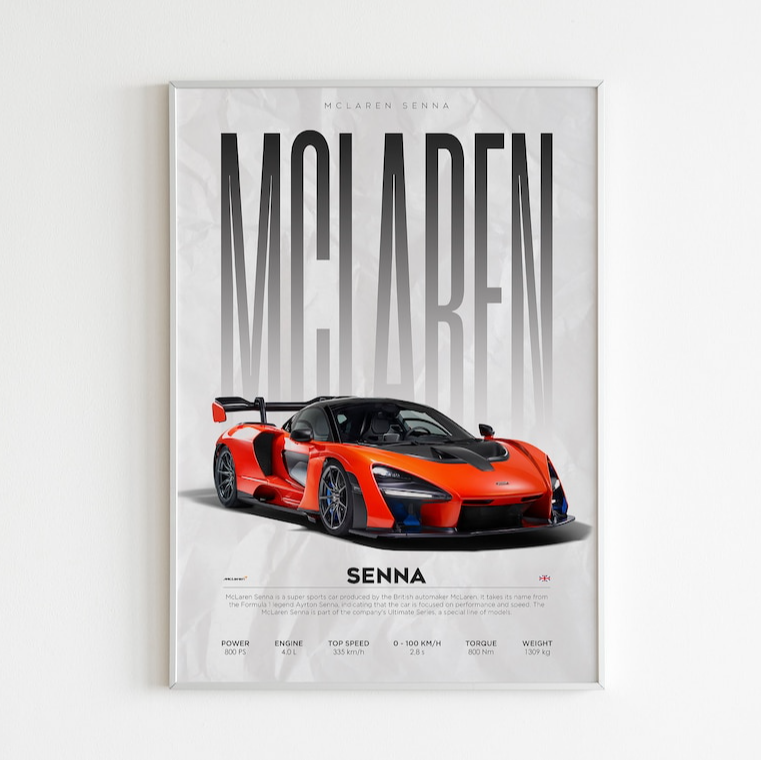 MCLAREN SENNA
MCLAREN
SENNA
McLaren
McLaren Senna is a super sports car produced by the British automaker McLaren. It takes its name from
the Formula 1 legend Ayrton Senna, indicating that the car is focused on performance and speed. The
McLaren Senna is part of the company's Ultimate Series, a special line of models.
POWER ENGINE TOP SPEED 0 - 100 KM/H TORQUE WEIGHT
800 PS 4.0 L 335 km/h 2.8 s 800 Nm 1309 kg